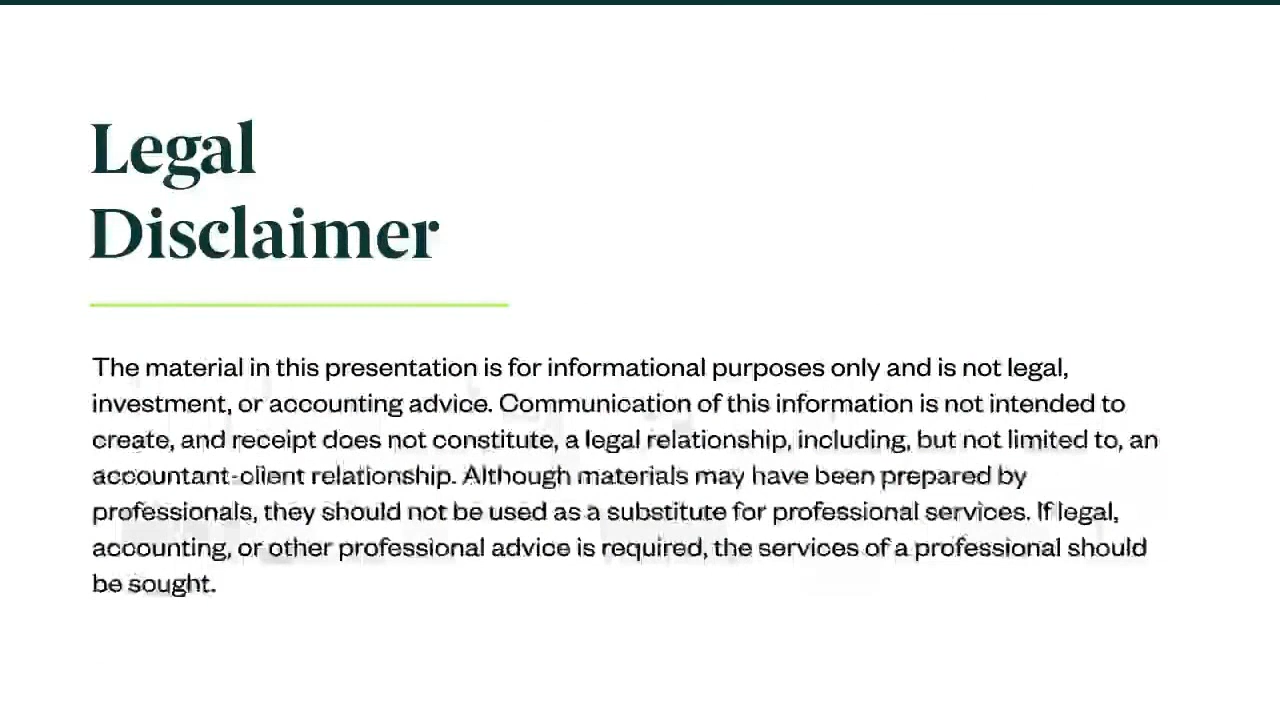 Legal
Disclaimer
The material in this presentation is for informational purposes only and is not legal,
investment, or accounting advice. Communication of this information is not intended to
create, and receipt does not constitute, a legal relationship, including, but not limited to, an
accountant-client relationship. Although materials may have been prepared by
professionals, they should not be used as a substitute for professional services. If legal,
accounting, or other professional advice is required, the services of a professional should
be sought.